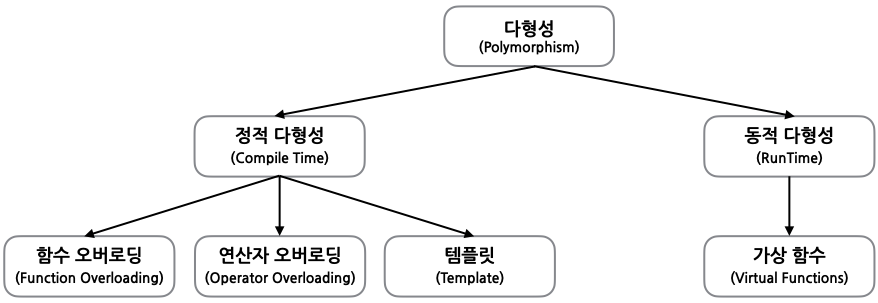 다형성
(Polymorphism)
정적 다형성
(Compile Time)
동적 다형성
(RunTime)
함수 오버로딩
(Function Overloading)
연산자 오버로딩
(Operator Overloading)
템플릿
(Template)
가상 함수
(Virtual Functions)